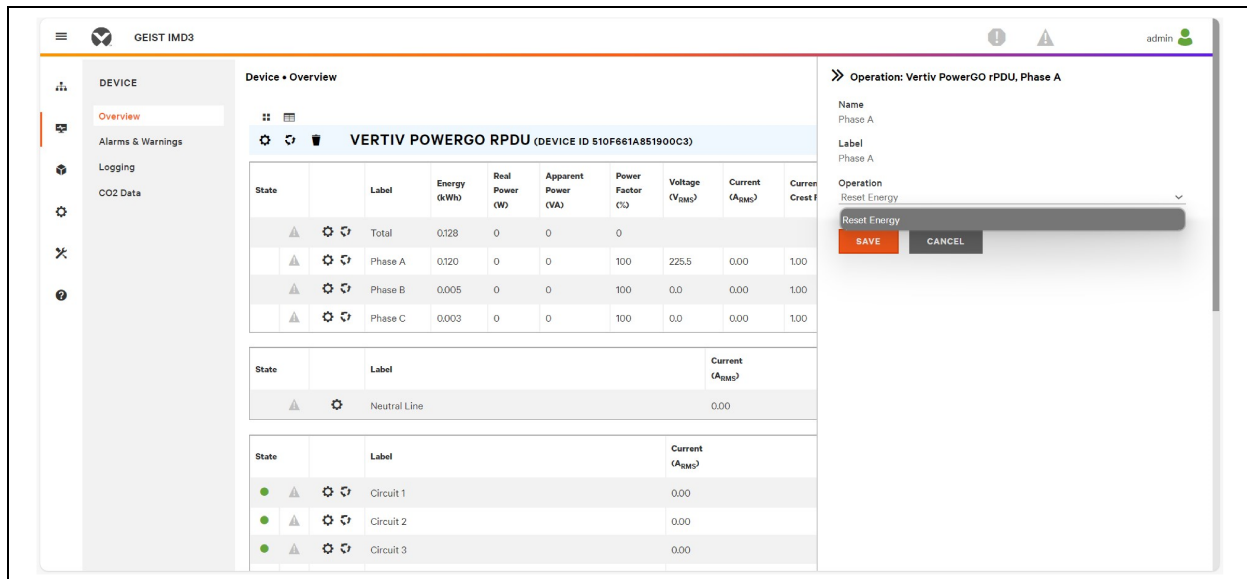 GEIST IMD3
admin
DEVICE
Overview
Alarms & Warnings
Logging
CO2 Data
Device • Overview
VERTIV POWERGO RPDU (DEVICE ID 510F661A851900C3)
State Label Energy (kWh) Real Power (W) Apparent Power (VA) Power Factor (%) Voltage (VRMS) Current (ARMS)
Total 0.128 0 0 0
Phase A 0.120 0 0 100 225.5 0.00 1.00
Phase B 0.005 0 0 100 0.0 0.00 1.00
Phase C 0.003 0 0 100 0.0 0.00 1.00
State Label Current (ARMS)
Neutral Line 0.00
State Label Current (ARMS)
Circuit 1 0.00
Circuit 2 0.00
Circuit 3 0.00
Operation: Vertiv PowerGO rPDU, Phase A
Name
Phase A
Label
Phase A
Operation
Reset Energy
Reset Energy
SAVE CANCEL